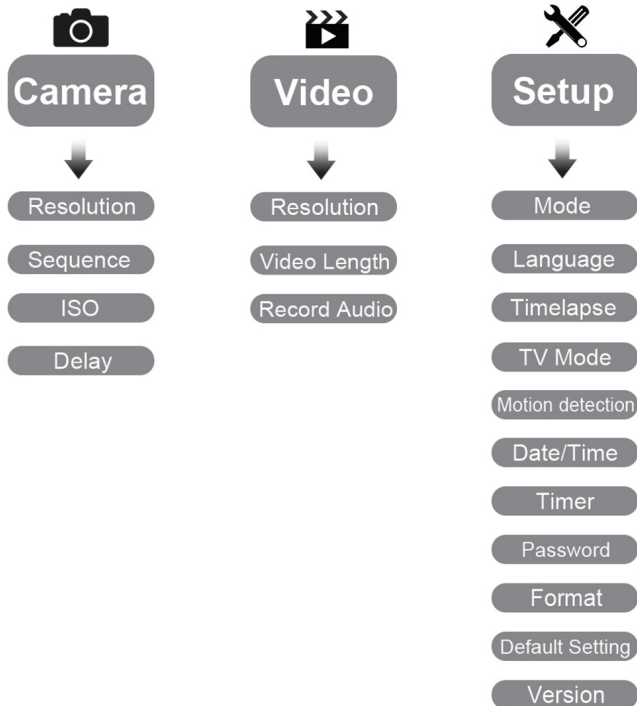 Camera
Resolution
Sequence
ISO
Delay
Video
Resolution
Video Length
Record Audio
Setup
Mode
Language
Timelapse
TV Mode
Motion detection
Date/Time
Timer
Password
Format
Default Setting
Version